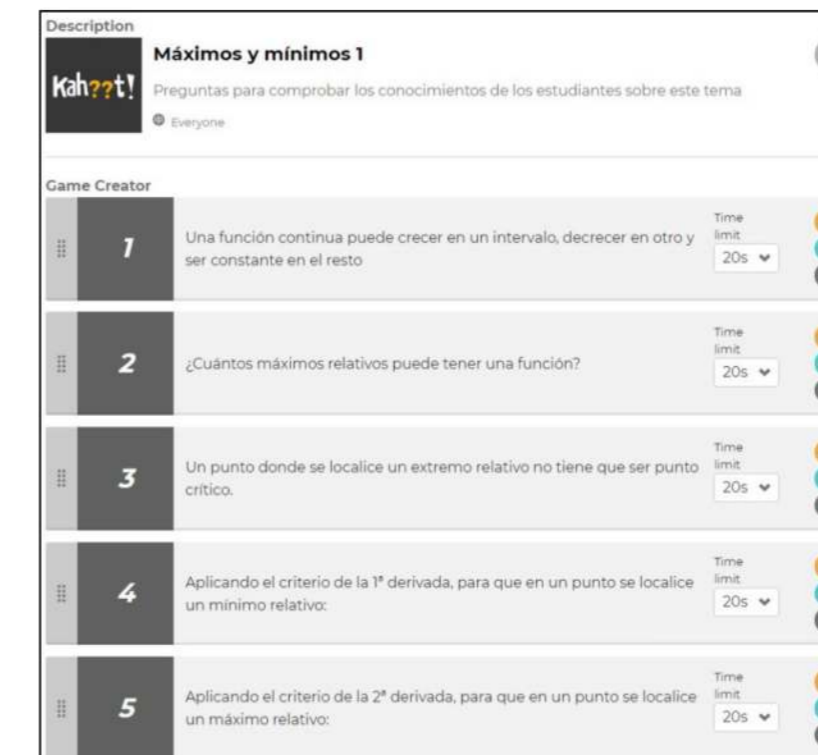 Description
Kah??t!
Máximos y mínimos 1
Preguntas para comprobar los conocimientos de los estudiantes sobre este tema
Everyone
Game Creator
1
Una función continua puede crecer en un intervalo, decrecer en otro y
ser constante en el resto
Time
limit
20s
2
¿Cuántos máximos relativos puede tener una función?
Time
limit
20s
3
Un punto donde se localice un extremo relativo no tiene que ser punto
crítico.
Time
limit
20s
4
Aplicando el criterio de la 1ª derivada, para que en un punto se localice
un mínimo relativo:
Time
limit
20s
5
Aplicando el criterio de la 2ª derivada, para que en un punto se localice
un máximo relativo:
Time
limit
20s